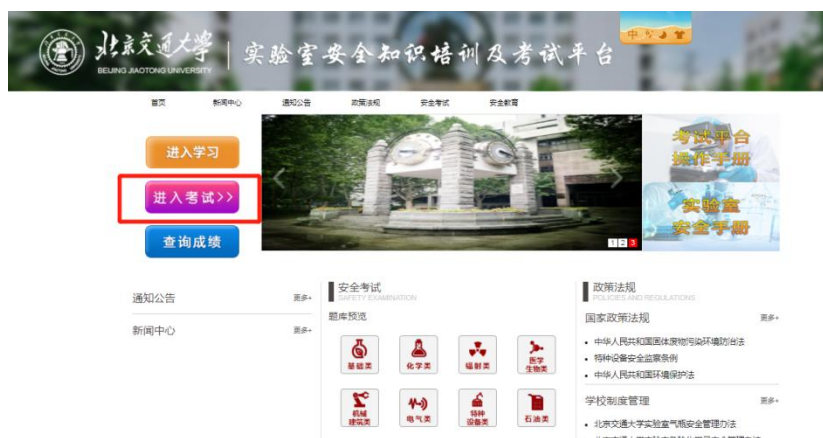 北京交通大学
BEIJING JIAOTONG UNIVERSITY
实验室安全知识培训及考试平台
中
首页 新闻中心 通知公告 政策法规 安全考试 安全教育
进入学习
进入考试>>
查询成绩
考试平台
操作手册
实验室
安全手册
1 2 3
通知公告 更多+
新闻中心 更多+
安全考试
SAFETY EXAMINATION
题库预览
基础类
化学类
辐射类
医学
生物类
机械
建筑类
电气类
特种
设备类
石油类
政策法规
POLICIES AND REGULATIONS
国家政策法规 更多+
• 中华人民共和国固体废物污染环境防治法
• 特种设备安全监察条例
• 中华人民共和国环境保护法
学校制度管理 更多+
• 北京交通大学实验室气瓶安全管理办法